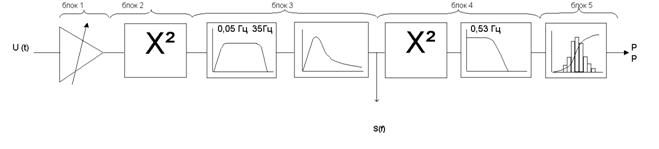 блок 1 блок 2 блок 3 блок 4 блок 5
U (t) X² 0,05 Гц 35Гц X² 0,53 Гц P
P
S(f)